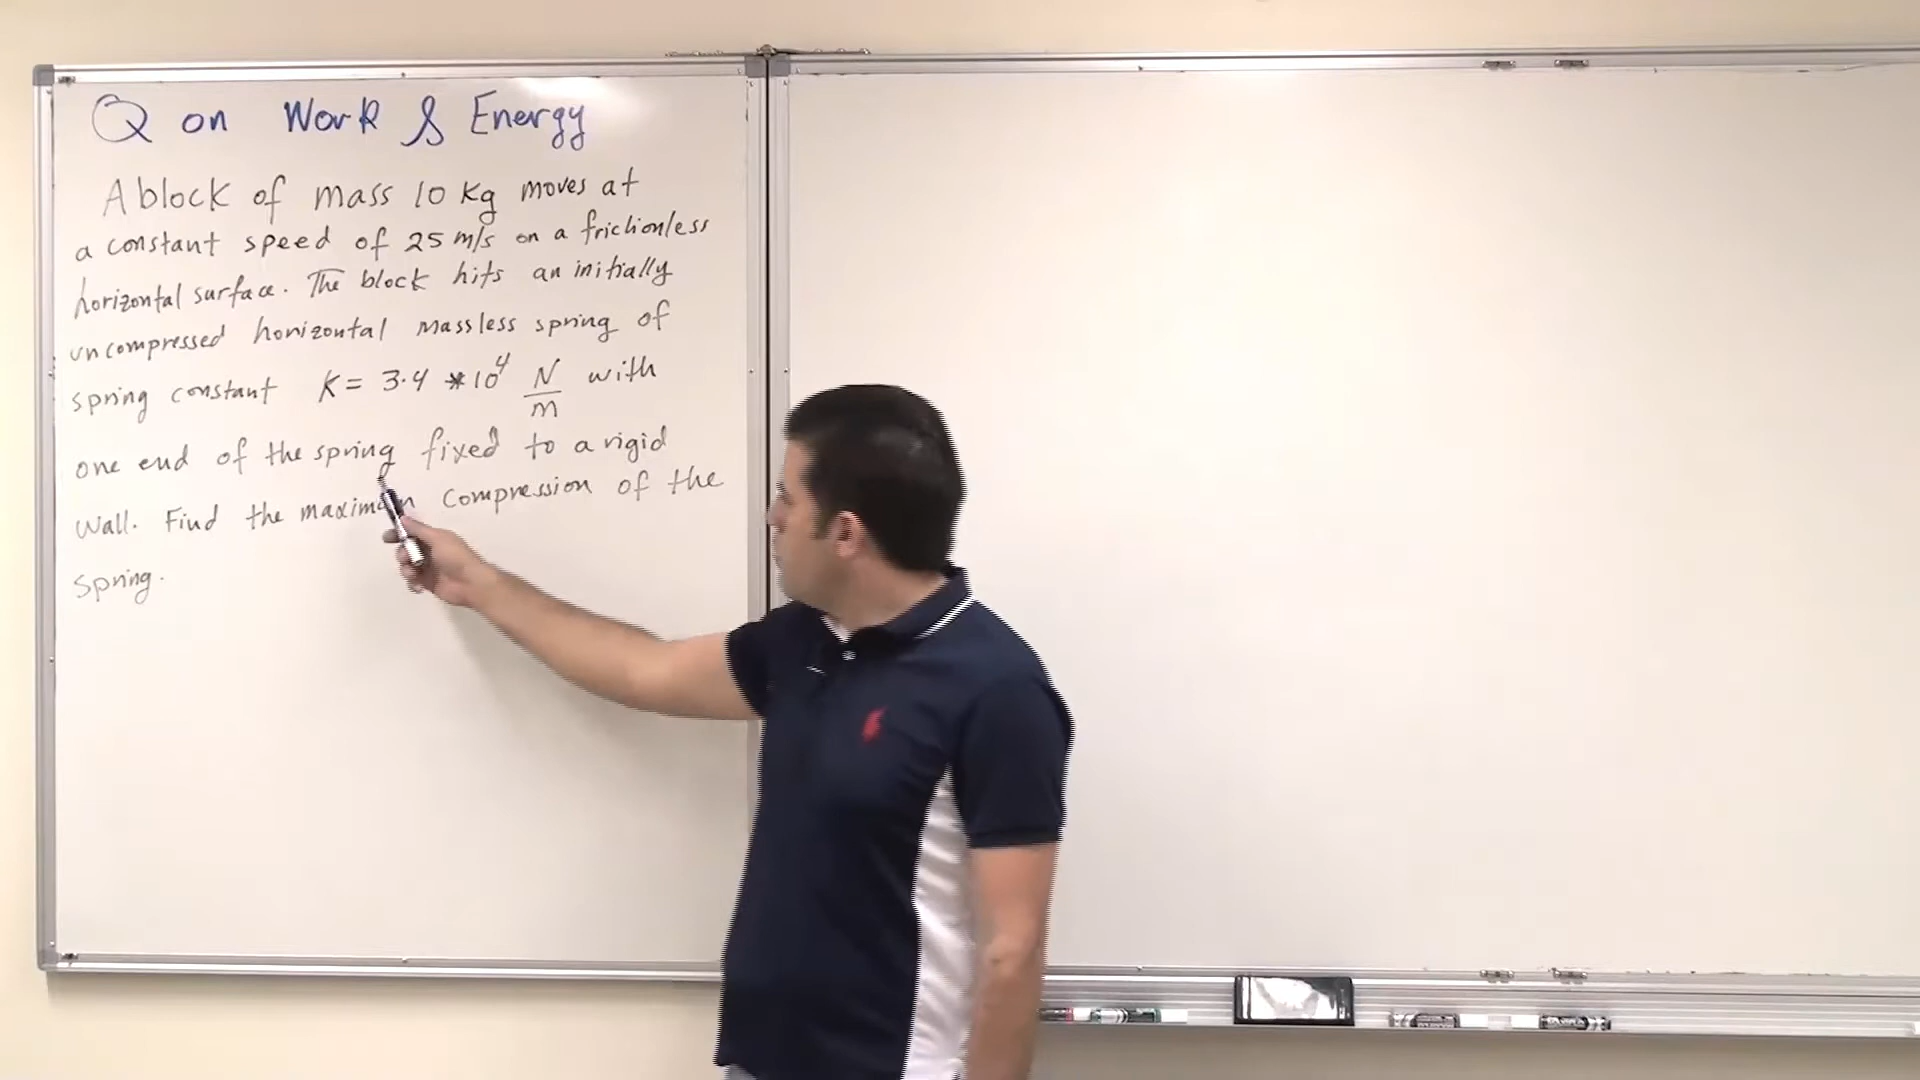 Q on Work & Energy
A block of mass 10 kg moves at
a constant speed of 25 m/s on a frictionless
horizontal surface. The block hits an initially
uncompressed horizontal massless spring of
spring constant K = 3.4 * 10⁴ N/m with
one end of the spring fixed to a rigid
wall. Find the maximum compression of the
spring.